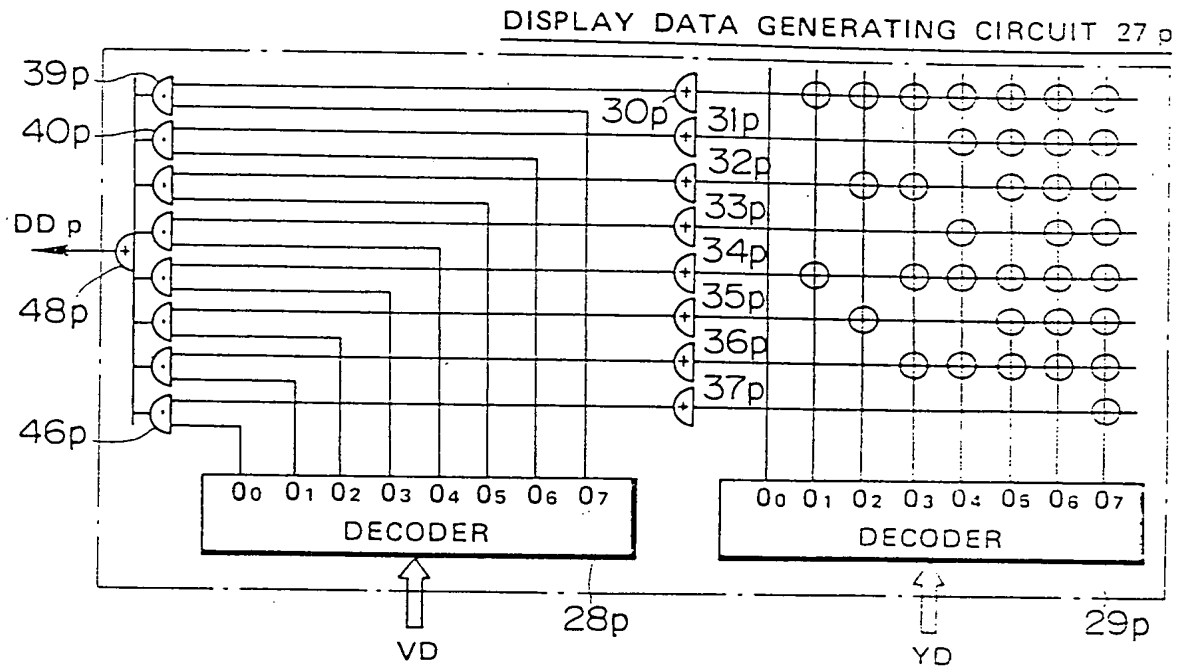 DISPLAY DATA GENERATING CIRCUIT 27p
39p
40p
30p
31p
32p
33p
DD p
34p
48p
35p
36p
37p
46p
O0 O1 O2 O3 O4 O5 O6 O7
DECODER
O0 O1 O2 O3 O4 O5 O6 O7
DECODER
28p
29p
VD
YD